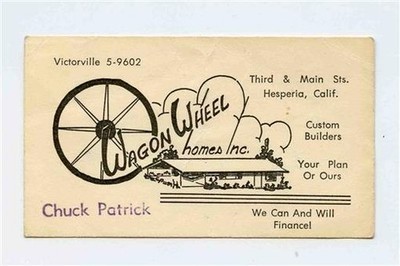 Victorville 5-9602
Third & Main Sts.
Hesperia, Calif.
WAGON WHEEL
homes Inc.
Custom
Builders
Your Plan
Or Ours
Chuck Patrick
We Can And Will
Finance!